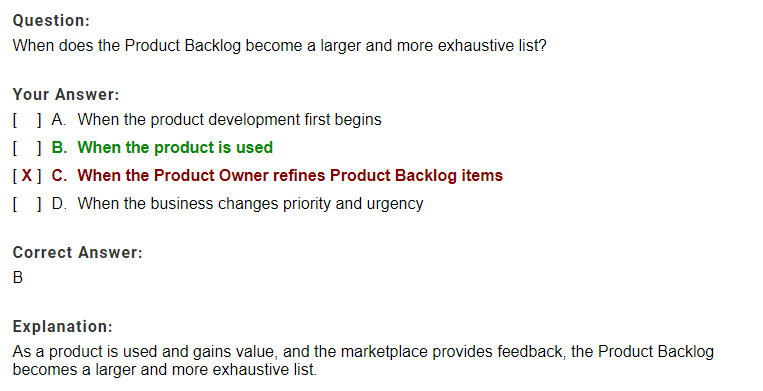 Question:
When does the Product Backlog become a larger and more exhaustive list?
Your Answer:
[ ] A. When the product development first begins
[ ] B. When the product is used
[X] C. When the Product Owner refines Product Backlog items
[ ] D. When the business changes priority and urgency
Correct Answer:
B
Explanation:
As a product is used and gains value, and the marketplace provides feedback, the Product Backlog
becomes a larger and more exhaustive list.